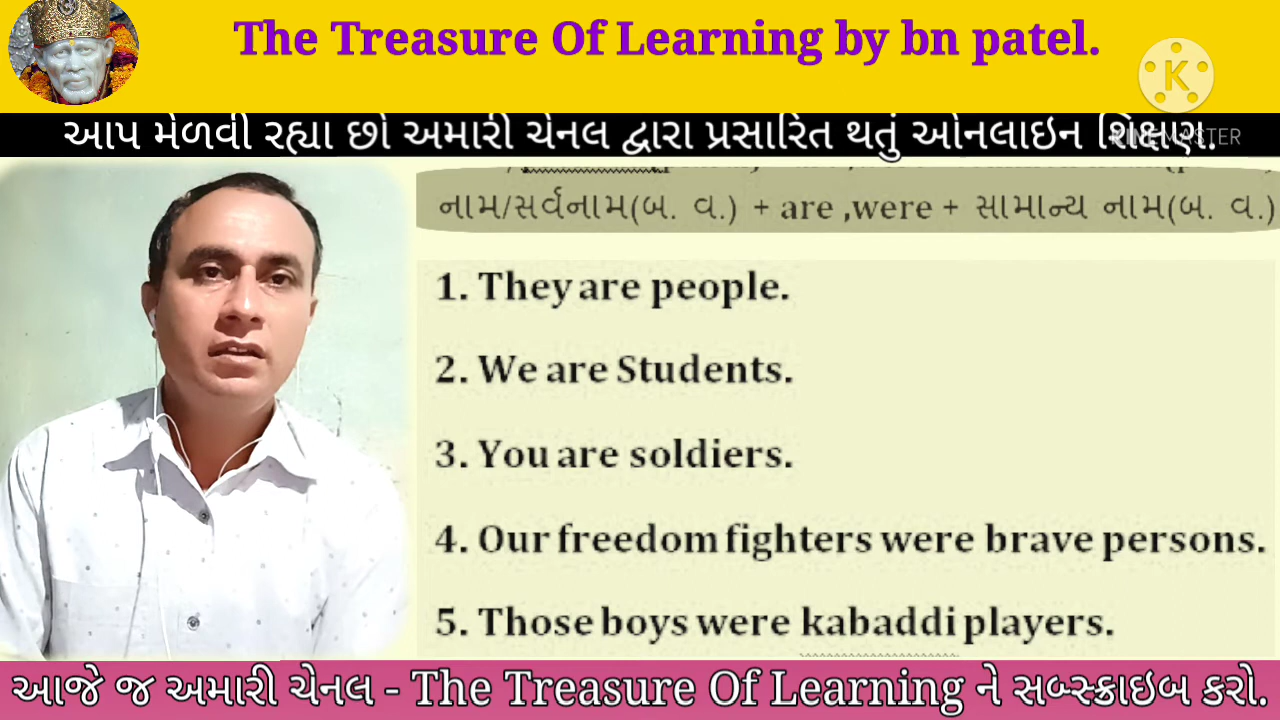 The Treasure Of Learning by bn patel.
K
આપ મેળવી રહ્યા છો અમારી ચેનલ દ્વારા પ્રસારિત થતું ઓનલાઇન શિક્ષણ.
નામ/સર્વનામ(બ. વ.) + are ,were + સામાન્ય નામ(બ. વ.)
1. They are people.
2. We are Students.
3. You are soldiers.
4. Our freedom fighters were brave persons.
5. Those boys were kabaddi players.
આજે જ અમારી ચેનલ - The Treasure Of Learning ને સબ્સ્ક્રાઇબ કરો.